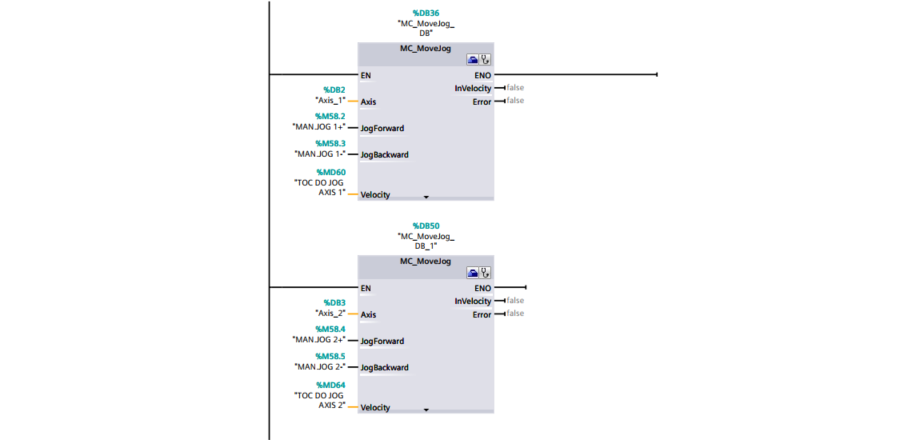 %DB36
"MC_MoveJog_
DB"
MC_MoveJog
EN
ENO
%DB2
InVelocity
false
"Axis_1"
Axis
Error
false
%M58.2
"MAN.JOG 1+"
JogForward
%M58.3
"MAN.JOG 1-"
JogBackward
%MD60
"TOC DO JOG
AXIS 1"
Velocity
%DB50
"MC_MoveJog_
DB_1"
MC_MoveJog
EN
ENO
%DB3
InVelocity
false
"Axis_2"
Axis
Error
false
%M58.4
"MAN.JOG 2+"
JogForward
%M58.5
"MAN.JOG 2-"
JogBackward
%MD64
"TOC DO JOG
AXIS 2"
Velocity